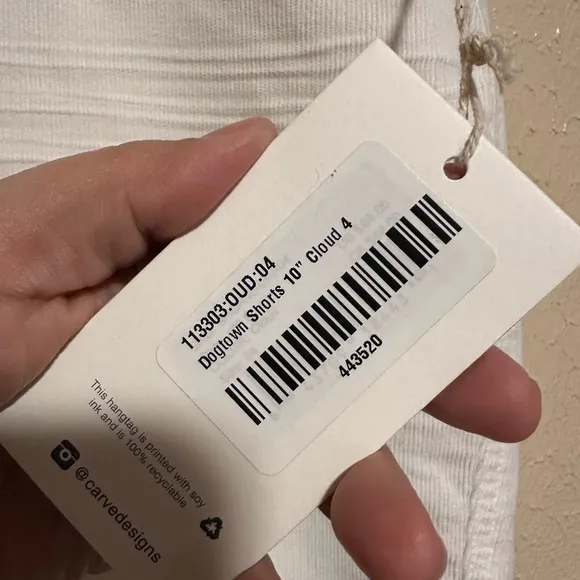 113303:OUD:04
Dogtown Shorts 10" Cloud 4
443520
This hangtag is printed with soy
ink and is 100% recyclable
@carvedesigns